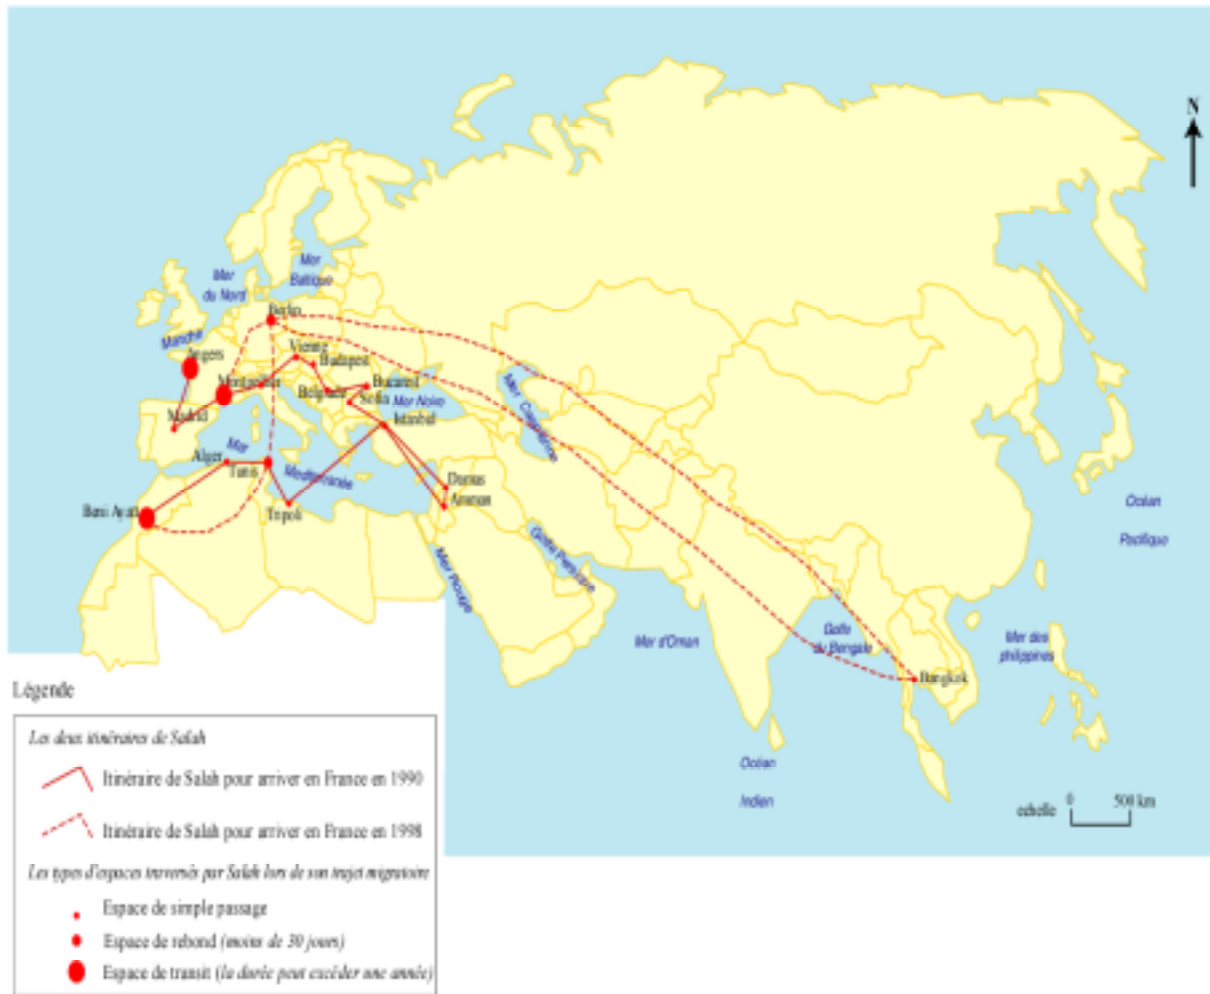 N
Mer
Baltique
Mer
du Nord
Berlin
Manche
Angers
Vienne
Budapest
Montpellier
Belgrade
Bucarest
Sofia
Mer Noire
Istanbul
Mer Caspienne
Madrid
Mer
Méditerranée
Alger
Tunis
Damas
Amman
Tripoli
Océan
Pacifique
Golfe Persique
Mer Rouge
Mer d'Oman
Golfe
du Bengale
Mer des
philippines
Bangkok
Océan
Indien
echelle
0 500 km
Légende
Les deux itinéraires de Salah
Itinéraire de Salah pour arriver en France en 1990
Itinéraire de Salah pour arriver en France en 1998
Les types d'espaces traversés par Salah lors de son trajet migratoire
Espace de simple passage
Espace de rebond (moins de 30 jours)
Espace de transit (la durée peut excéder une année)